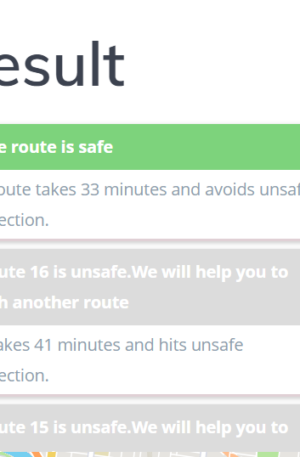 esult
e route is safe
oute takes 33 minutes and avoids unsaf
ection.
ute 16 is unsafe.We will help you to
h another route
akes 41 minutes and hits unsafe
ection.
ute 15 is unsafe.We will help you to